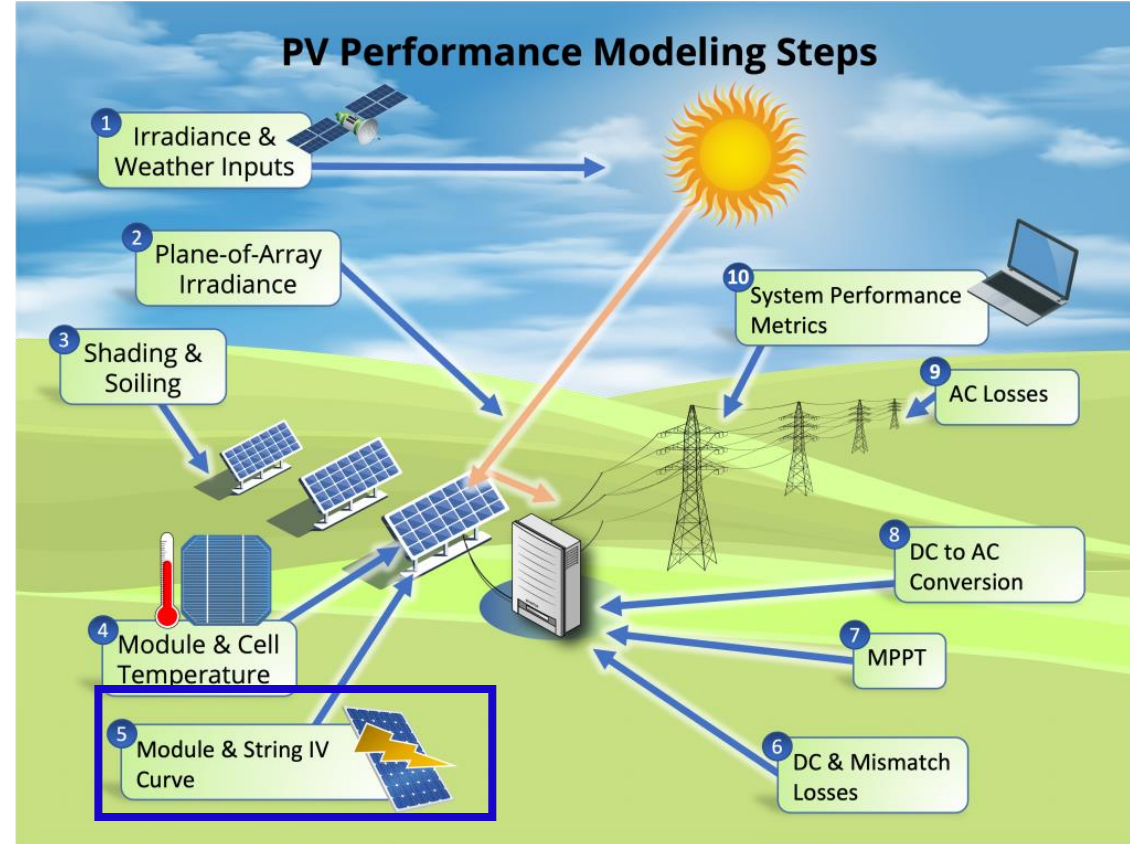 PV Performance Modeling Steps
1
Irradiance &
Weather Inputs
2
Plane-of-Array
Irradiance
3
Shading &
Soiling
4
Module & Cell
Temperature
5
Module & String IV
Curve
6
DC & Mismatch
Losses
7
MPPT
8
DC to AC
Conversion
9
AC Losses
10
System Performance
Metrics